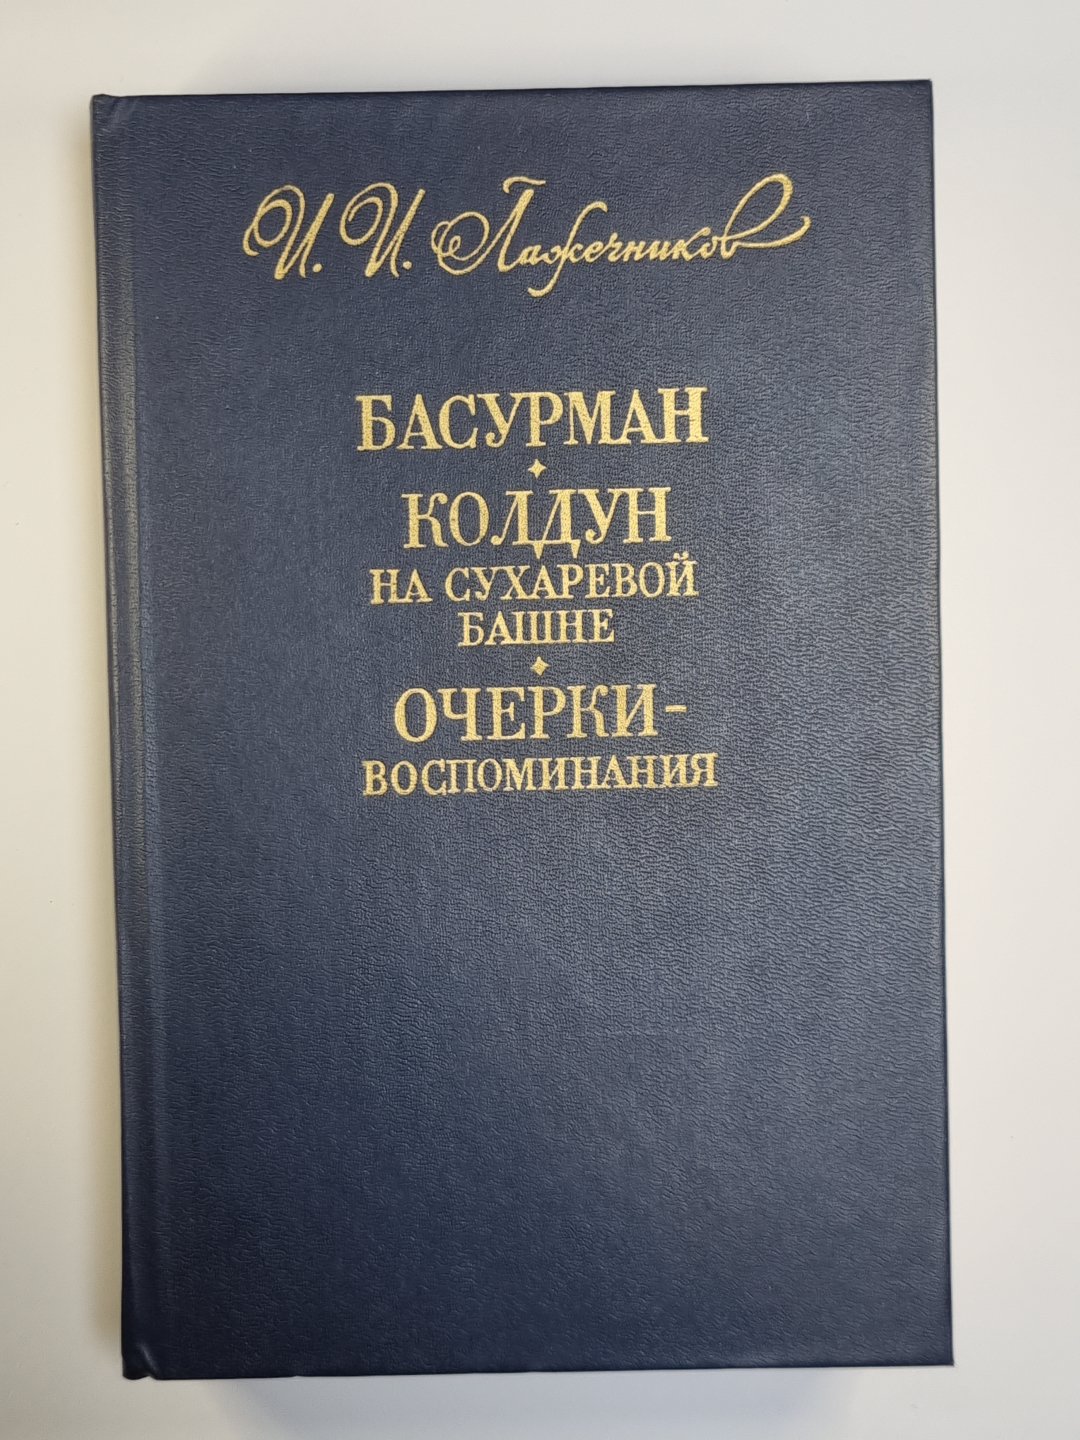 И. И. Лажечников
БАСУРМАН
КОЛДУН
НА СУХАРЕВОЙ
БАШНЕ
ОЧЕРКИ-
ВОСПОМИНАНИЯ